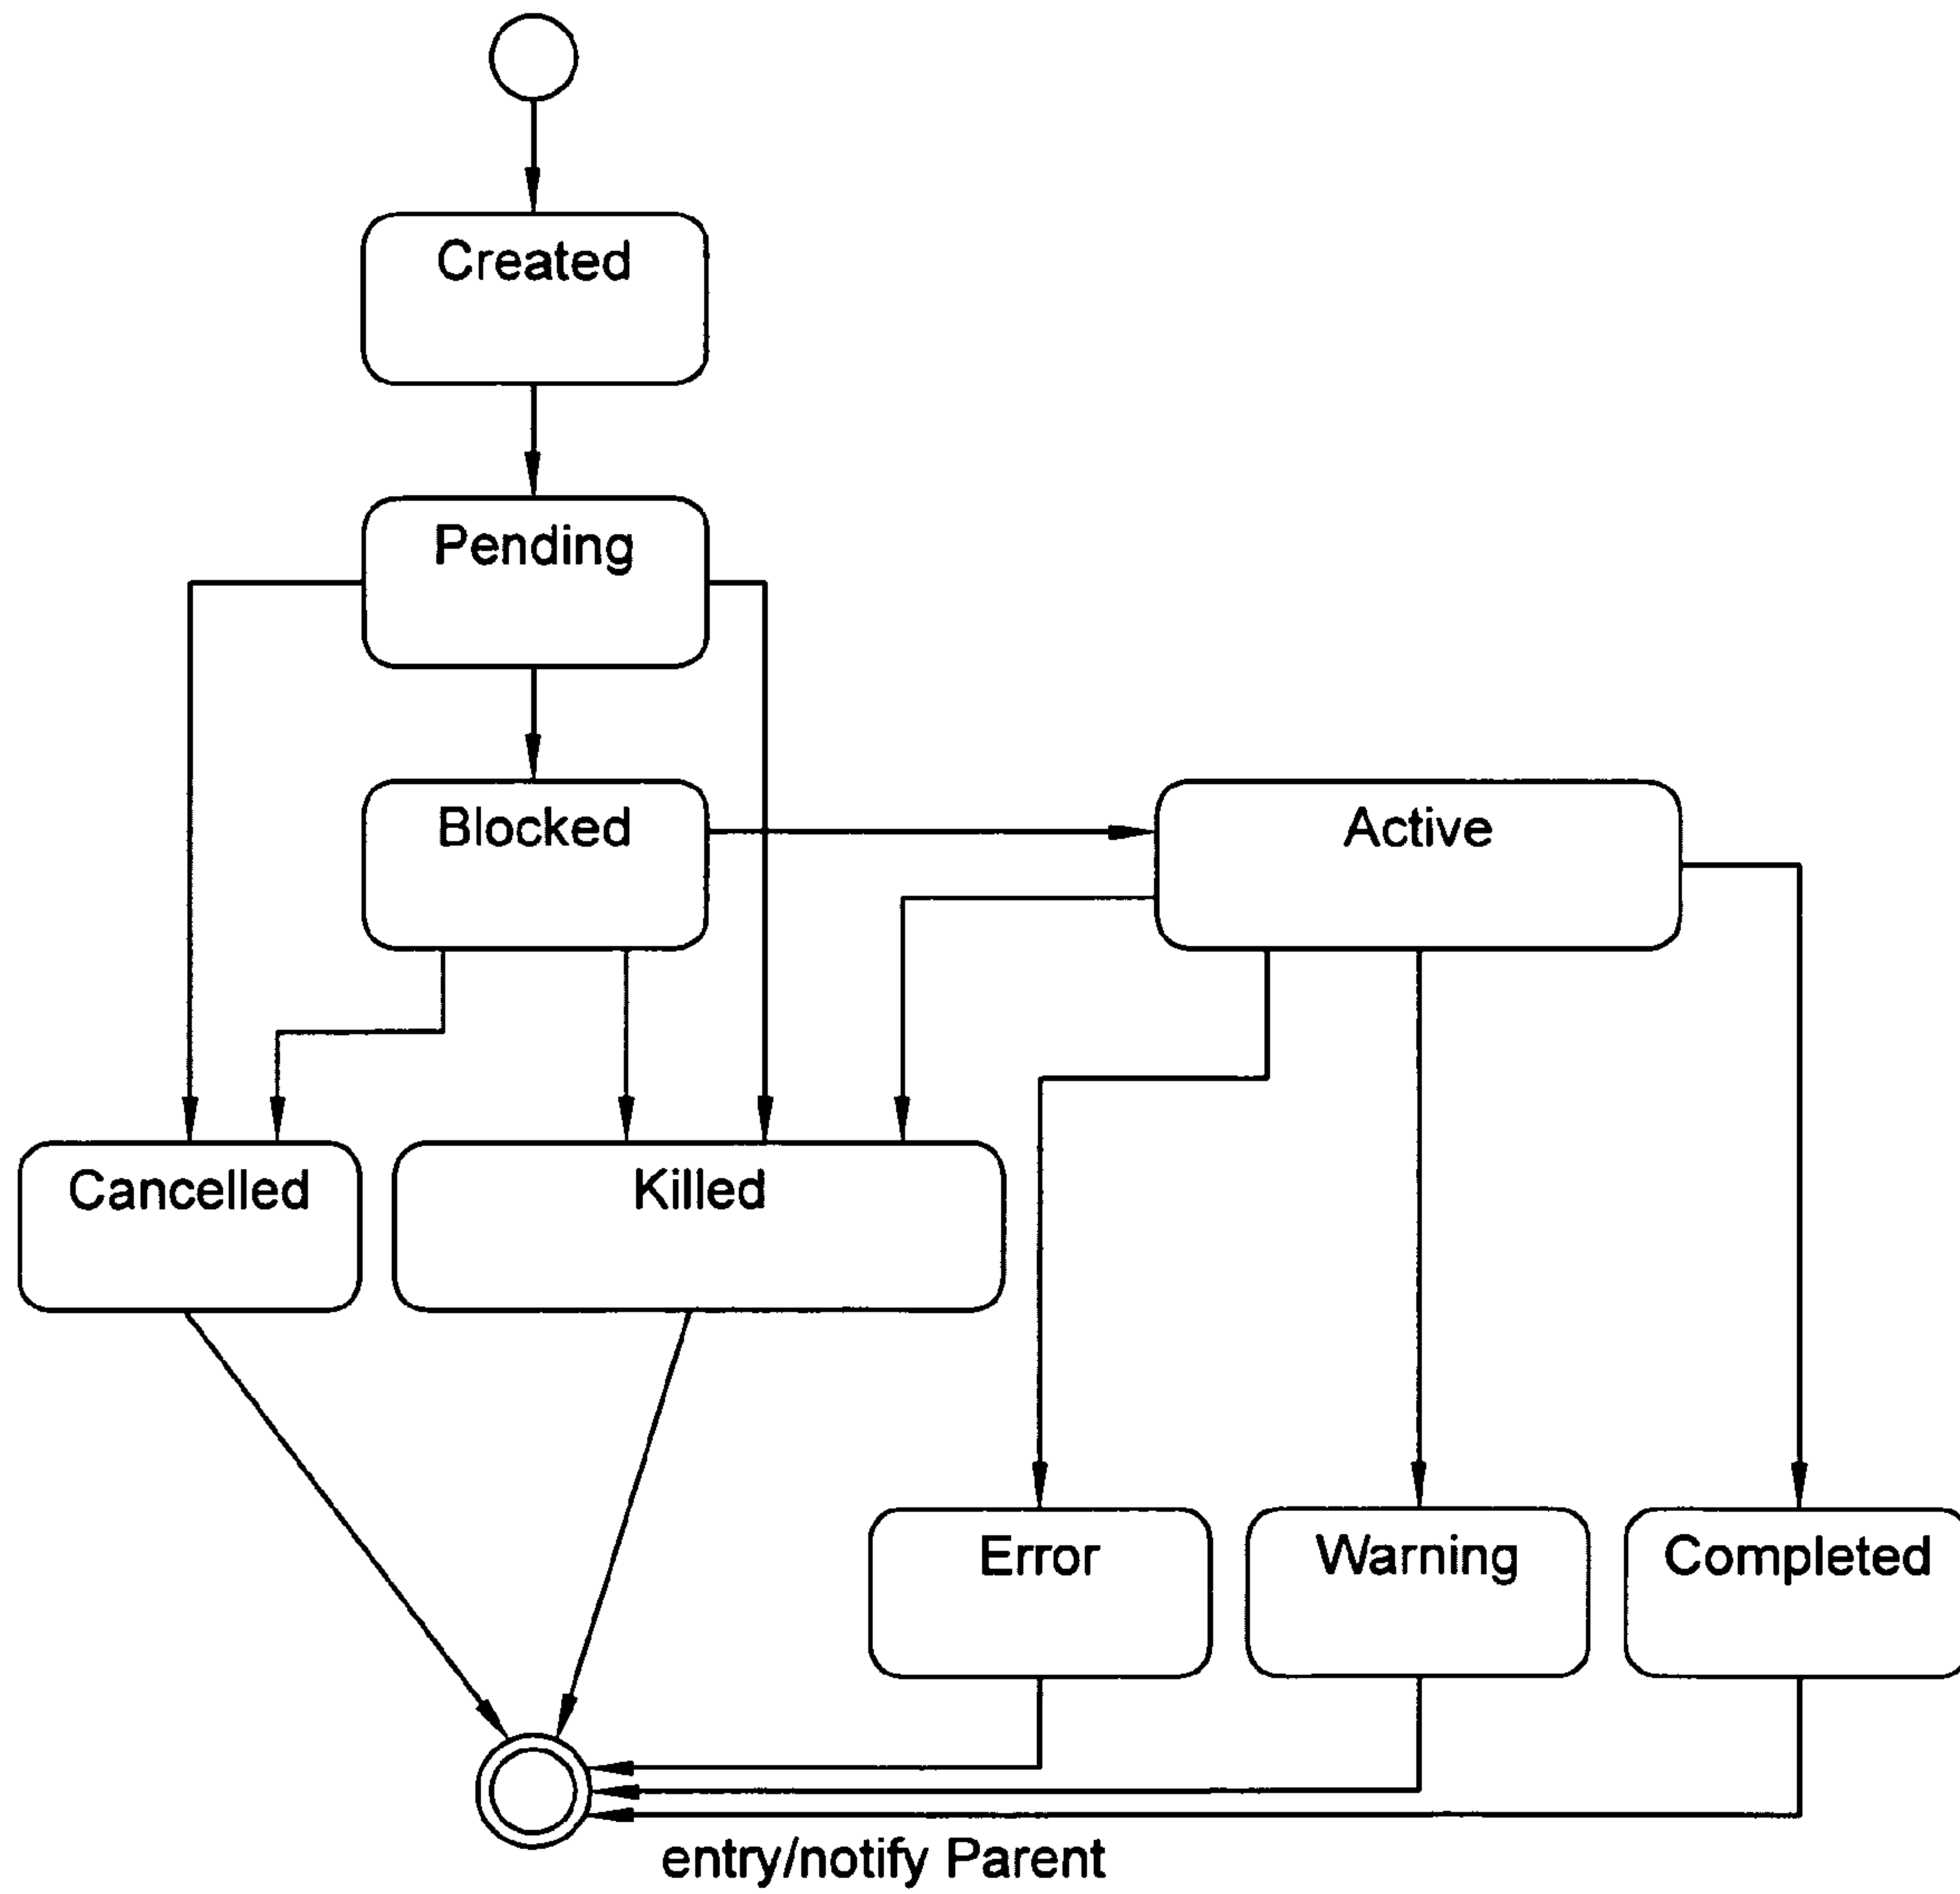 Created
Pending
Blocked
Active
Cancelled
Killed
Error
Warning
Completed
entry/notify Parent